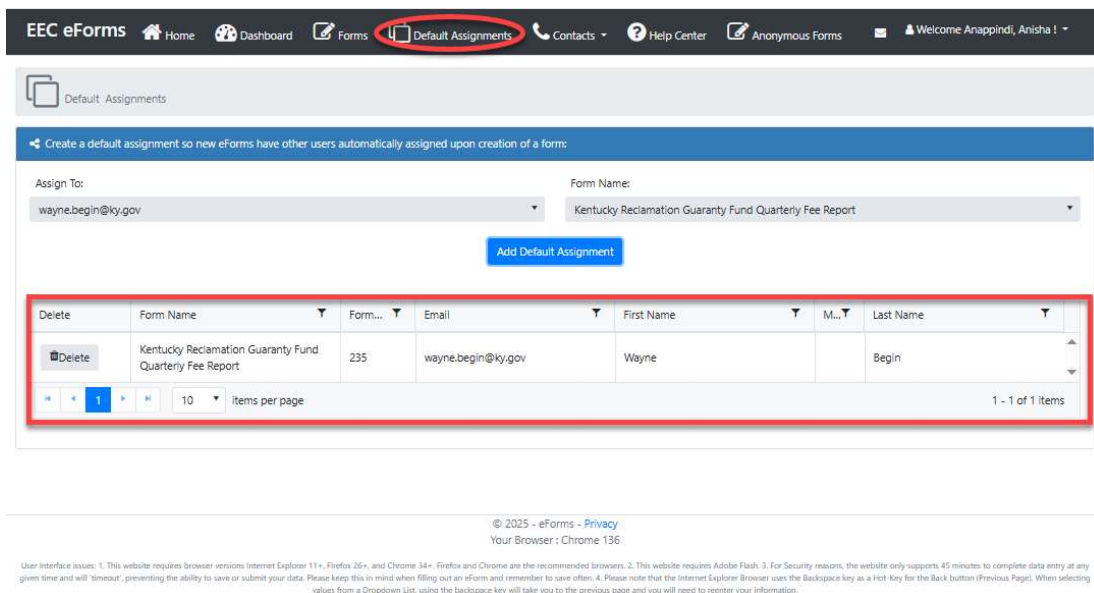 EEC eForms Home Dashboard Forms Default Assignments Contacts Help Center Anonymous Forms Welcome Anappindi, Anisha !
Default Assignments
Create a default assignment so new eForms have other users automatically assigned upon creation of a form:
Assign To: Form Name:
wayne.begin@ky.gov Kentucky Reclamation Guaranty Fund Quarterly Fee Report
Add Default Assignment
Delete Form Name Form... Email First Name M... Last Name
Delete Kentucky Reclamation Guaranty Fund 235 wayne.begin@ky.gov Wayne Begin
Quarterly Fee Report
1 10 items per page 1 - 1 of 1 items
© 2025 - eForms - Privacy
Your Browser : Chrome 136
User Interface issues: 1. This website requires browser versions Internet Explorer 11+, Firefox 26+, and Chrome 34+. Firefox and Chrome are the recommended browsers. 2. This website requires Adobe Flash. 3. For Security reasons, the website only supports 45 minutes to complete data entry at any
given time and will 'timeout', preventing the ability to save or submit your data. Please keep this in mind when filling out an eForm and remember to save often. 4. Please note that the Internet Explorer Browser uses the Backspace key as a Hot-Key for the Back button (Previous Page). When selecting
values from a Dropdown List, using the backspace key will take you to the previous page and you will need to reenter your information.